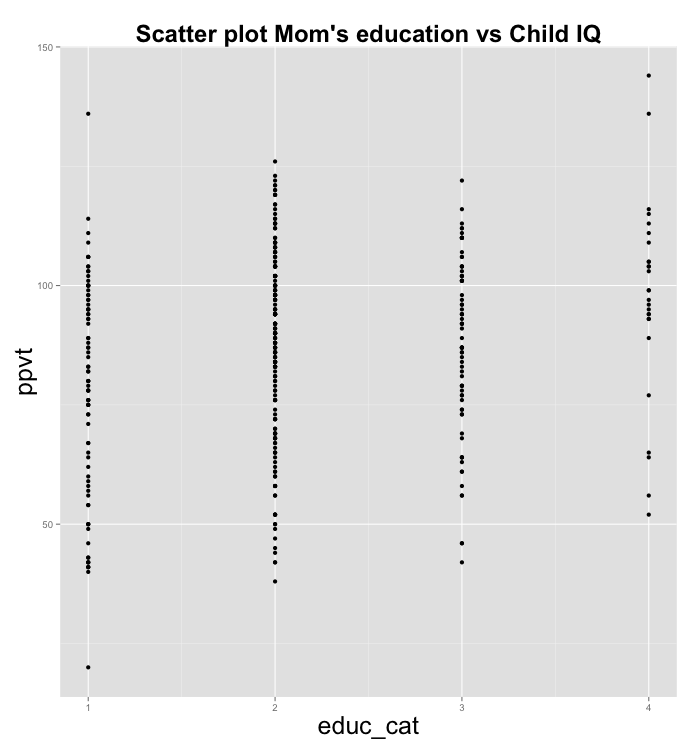 Scatter plot Mom's education vs Child IQ
150
100
50
ppvt
1 2 3 4
educ_cat